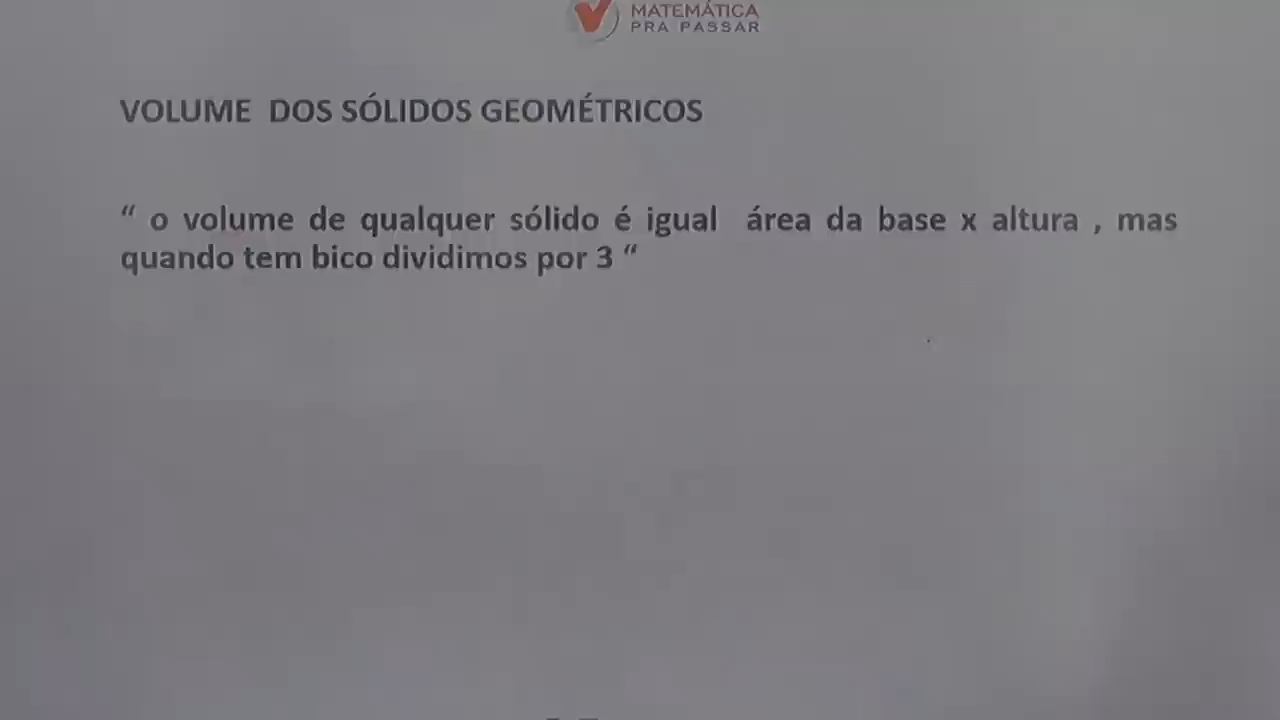 MATEMÁTICA
PRA PASSAR
VOLUME DOS SÓLIDOS GEOMÉTRICOS
“ o volume de qualquer sólido é igual área da base x altura , mas
quando tem bico dividimos por 3 “